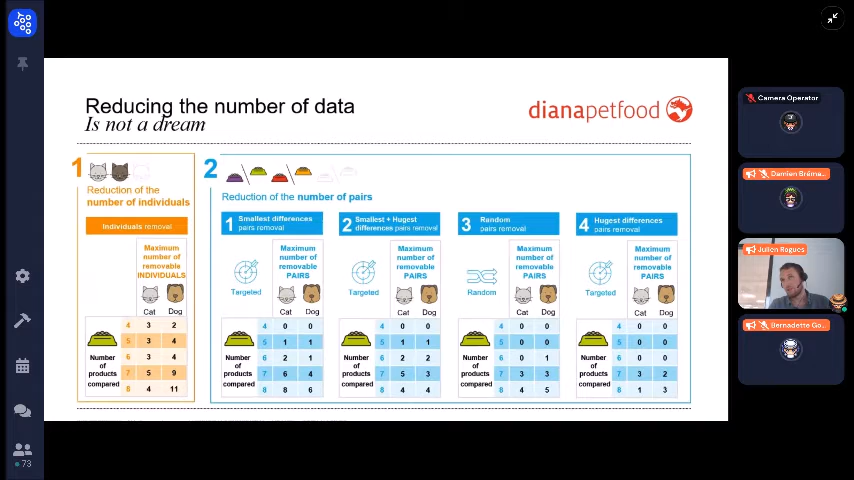 Reducing the number of data
Is not a dream
dianapetfood
1
Reduction of the
number of individuals
Individuals removal
Maximum
number of
removable
INDIVIDUALS
Cat Dog
Number
of
products
compared
4 3 2
5 3 4
6 3 4
7 5 9
8 4 11
2
Reduction of the number of pairs
1 Smallest differences
pairs removal
Targeted
Maximum
number of
removable
PAIRS
Cat Dog
Number
of
products
compared
4 0 0
5 1 1
6 2 1
7 6 4
8 8 6
2 Smallest + Hugest
differences pairs removal
Targeted
Maximum
number of
removable
PAIRS
Cat Dog
Number
of
products
compared
4 0 0
5 1 1
6 2 2
7 5 3
8 4 4
3 Random
pairs removal
Random
Maximum
number of
removable
PAIRS
Cat Dog
Number
of
products
compared
4 0 0
5 0 0
6 0 1
7 3 3
8 4 5
4 Hugest differences
pairs removal
Targeted
Maximum
number of
removable
PAIRS
Cat Dog
Number
of
products
compared
4 0 0
5 0 0
6 0 0
7 3 2
8 1 3
Camera Operator
Damien Bréma...
Julien Rogues
Bernadette Go...
73